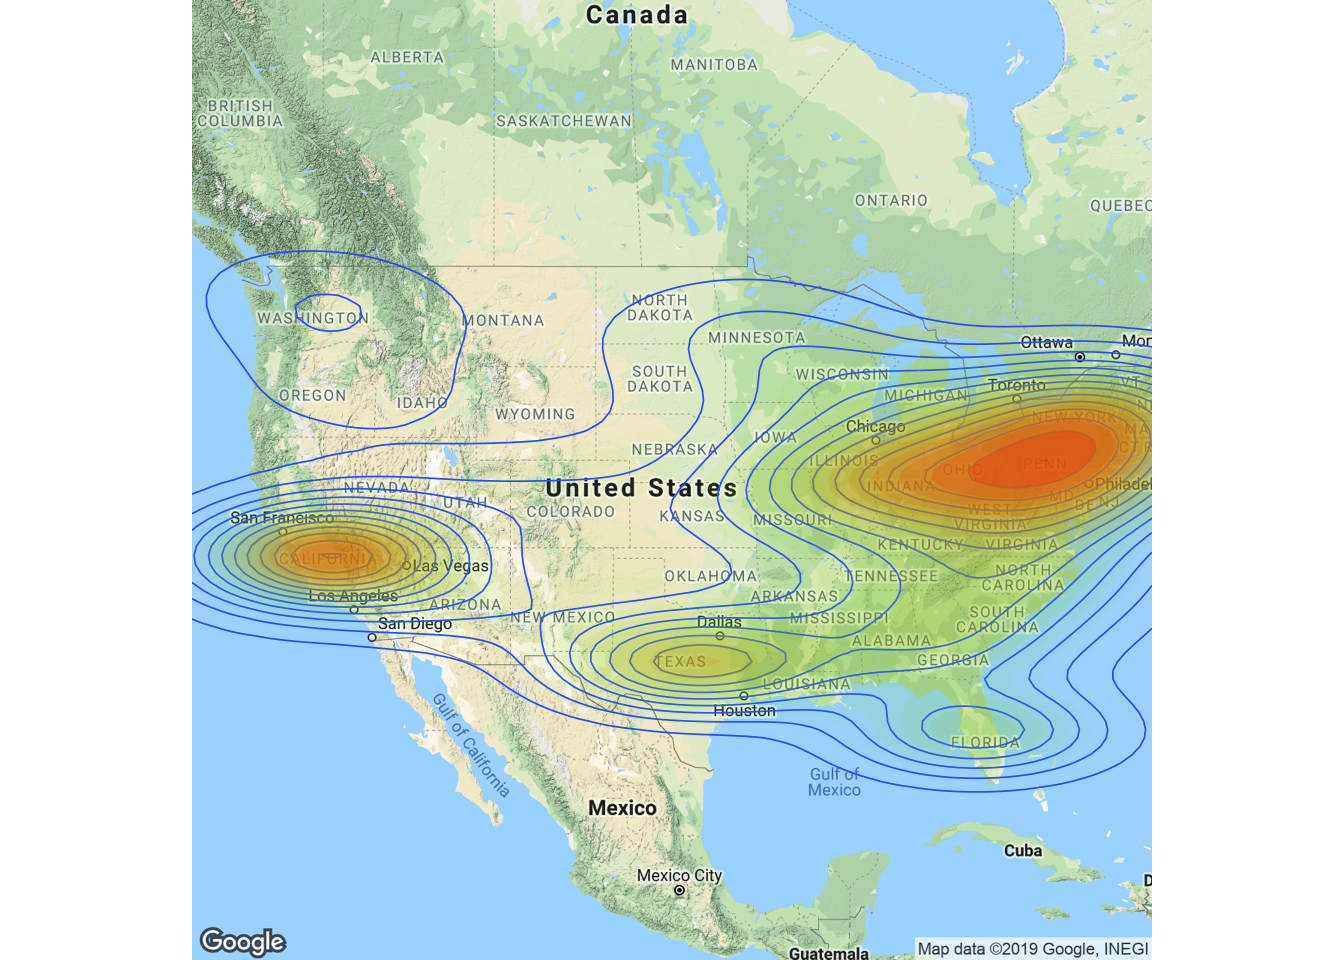 Canada
ALBERTA
MANITOBA
BRITISH
COLUMBIA
SASKATCHEWAN
ONTARIO
QUEBEC
NORTH
DAKOTA
WASHINGTON
MONTANA
MINNESOTA
Ottawa
Mon
SOUTH
DAKOTA
WISCONSIN
Toronto
VT
OREGON
IDAHO
MICHIGAN
WYOMING
NEW YORK
MA
Chicago
IOWA
CT R
NEBRASKA
ILLINOIS
OHIO
PENN
NEVADA
United States
INDIANA
Philadel
UTAH
COLORADO
KANSAS
MISSOURI
WEST
VIRGINIA
MD
DE
NJ
San Francisco
KENTUCKY
VIRGINIA
CALIFORNIA
Las Vegas
OKLAHOMA
TENNESSEE
NORTH
CAROLINA
Los Angeles
ARIZONA
ARKANSAS
NEW MEXICO
MISSISSIPPI
SOUTH
CAROLINA
San Diego
Dallas
ALABAMA
TEXAS
GEORGIA
LOUISIANA
Houston
Gulf of California
FLORIDA
Gulf of
Mexico
Mexico
Cuba
Mexico City
D
Google
Guatemala
Map data ©2019 Google, INEGI